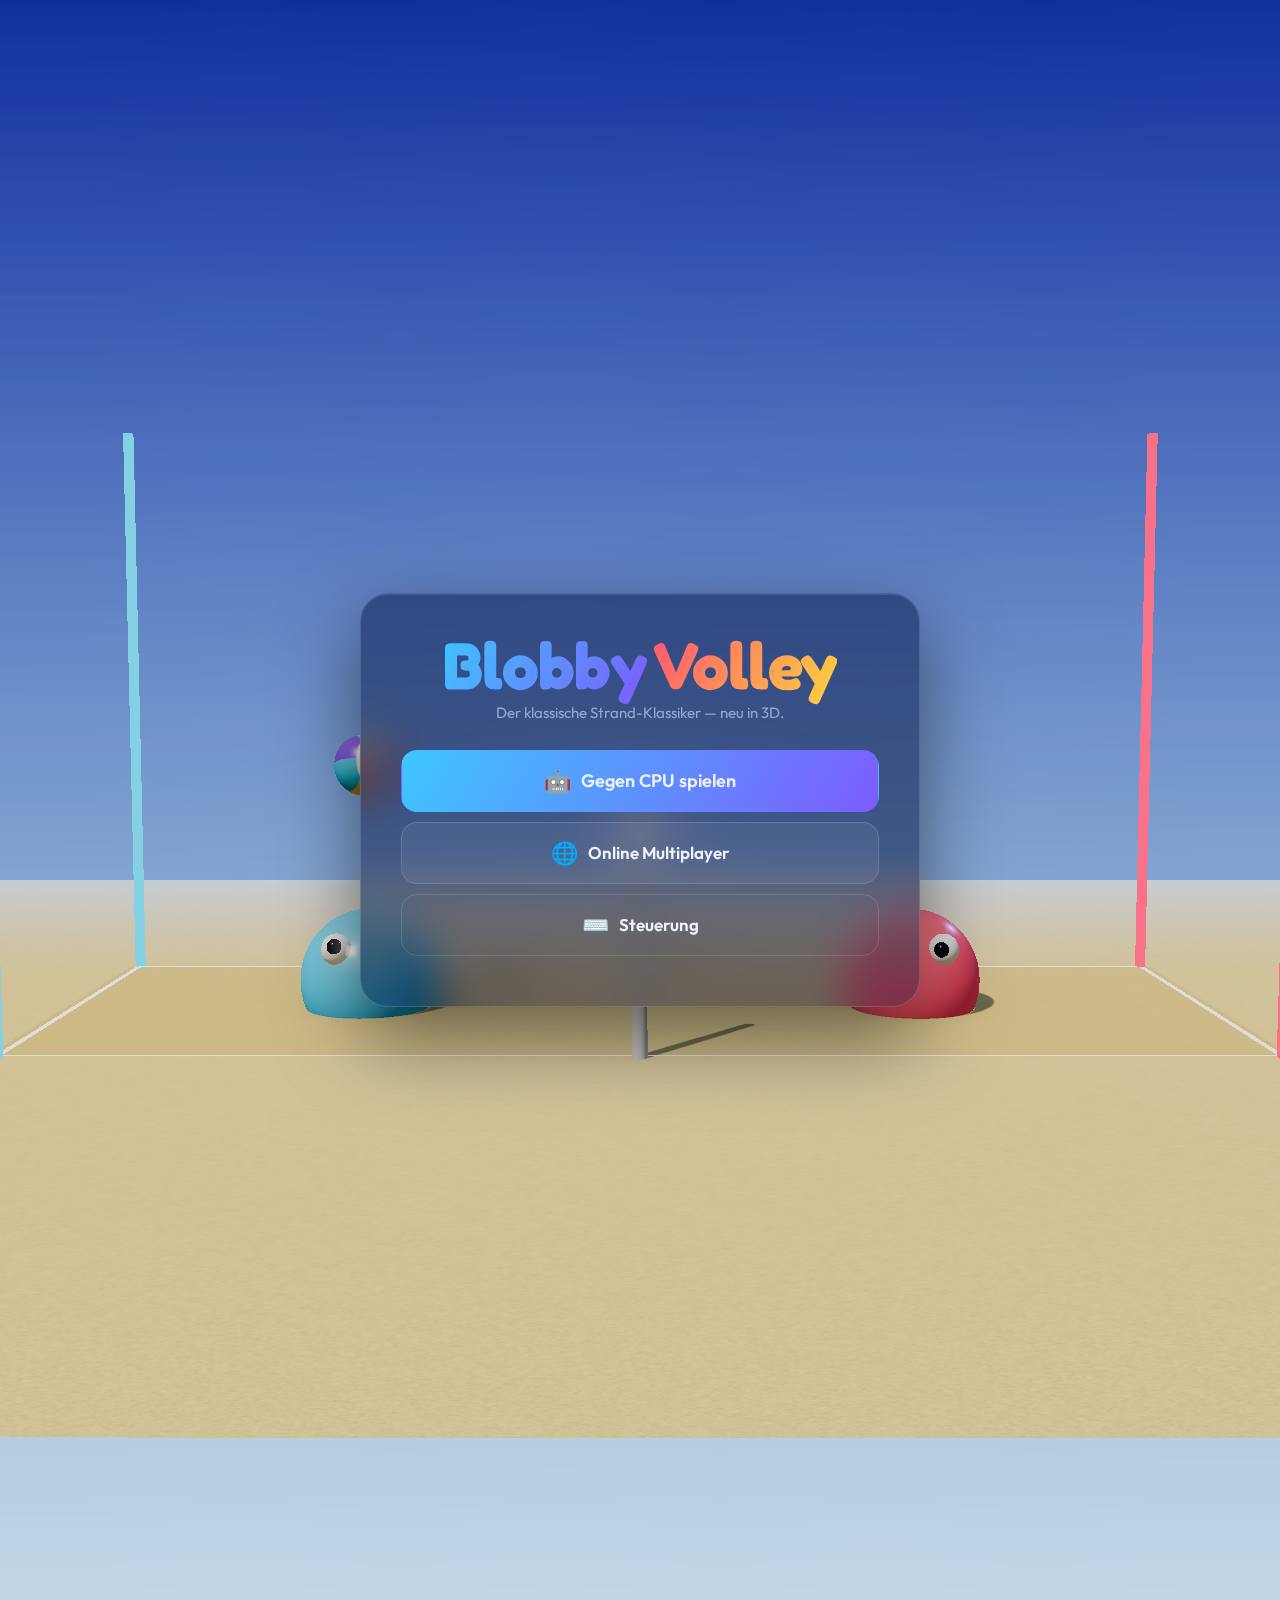 Blobby Volley
Der klassische Strand-Klassiker — neu in 3D.
Gegen CPU spielen
Online Multiplayer
Steuerung